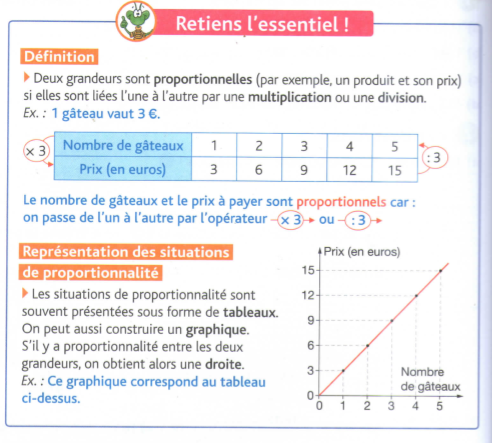 Retiens l'essentiel !
Définition
Deux grandeurs sont proportionnelles (par exemple, un produit et son prix)
si elles sont liées l'une à l'autre par une multiplication ou une division.
Ex. : 1 gâteau vaut 3 €.
x 3
Nombre de gâteaux 1 2 3 4 5
Prix (en euros) 3 6 9 12 15
: 3
Le nombre de gâteaux et le prix à payer sont proportionnels car :
on passe de l'un à l'autre par l'opérateur x 3 ou : 3
Représentation des situations
de proportionnalité
Les situations de proportionnalité sont
souvent présentées sous forme de tableaux.
On peut aussi construire un graphique.
S'il y a proportionnalité entre les deux
grandeurs, on obtient alors une droite.
Ex. : Ce graphique correspond au tableau
ci-dessus.
Prix (en euros)
15
12
9
6
3
0
0 1 2 3 4 5
Nombre
de gâteaux